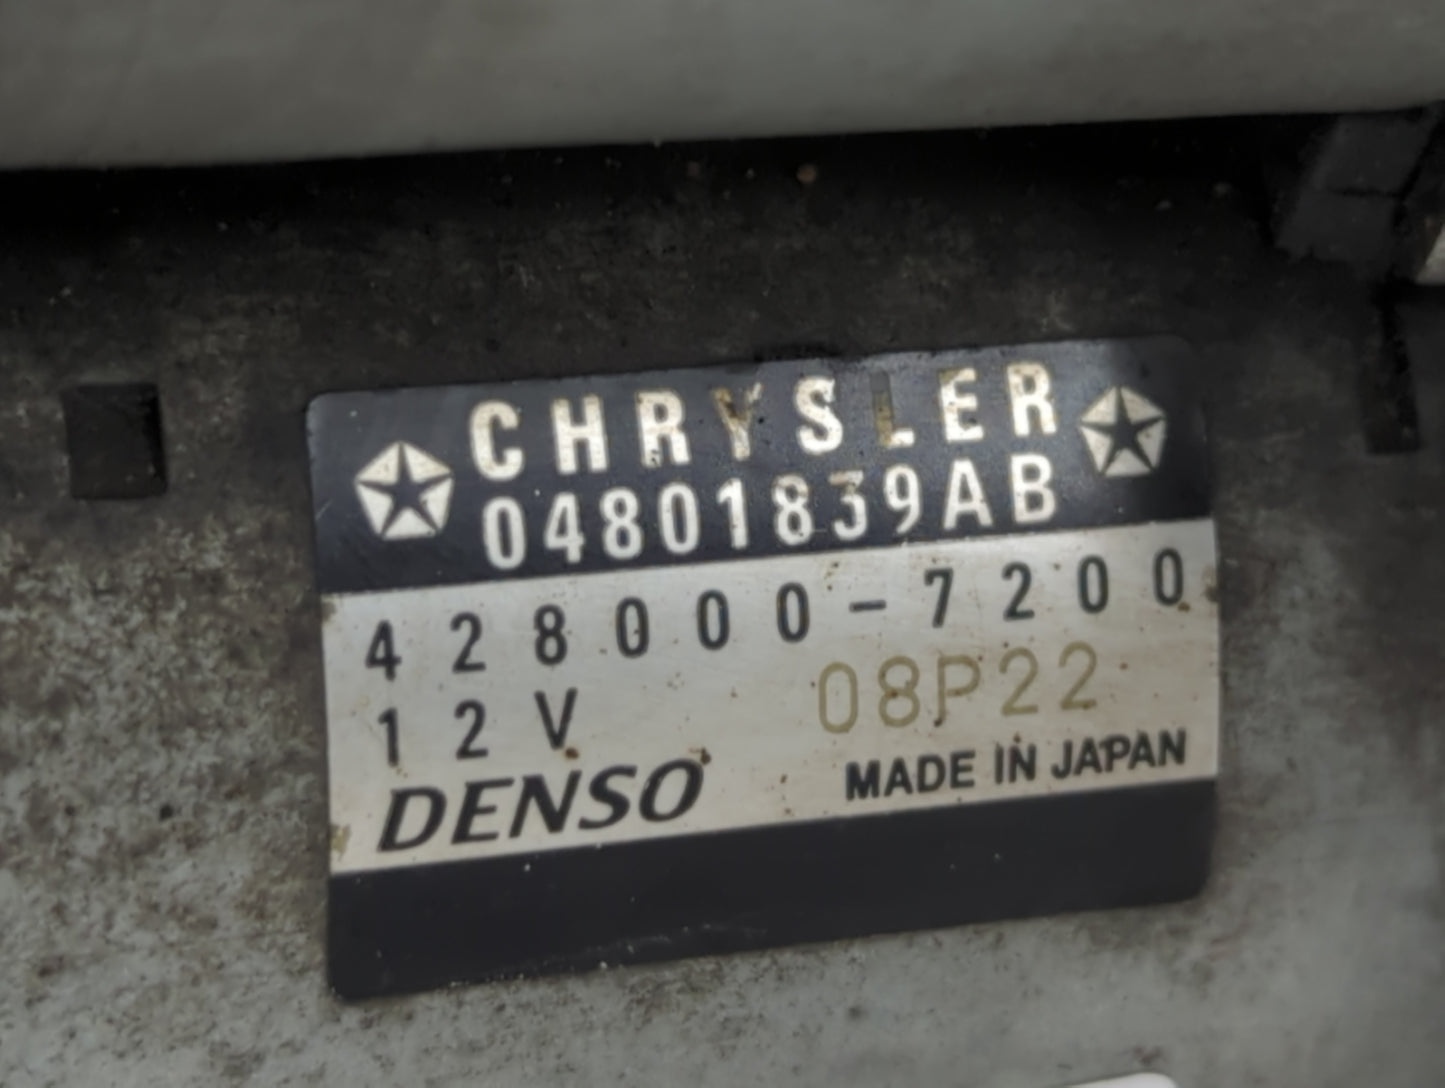 CHRYSLER
04801839AB
428000-7200
12V 08P22
DENSO MADE IN JAPAN